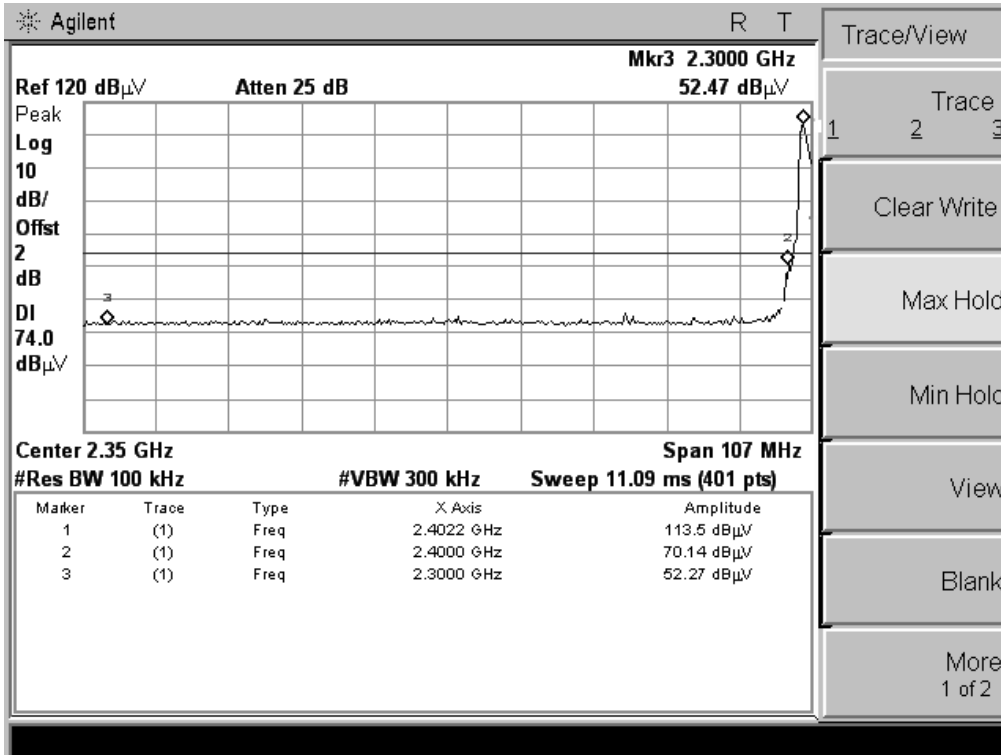 Agilent R T
Trace/View
Mkr3 2.3000 GHz
Ref 120 dBμV Atten 25 dB 52.47 dBμV
Peak
Log
10
dB/
Offst
2
dB
DI
74.0
dBμV
3
2
Center 2.35 GHz Span 107 MHz
#Res BW 100 kHz #VBW 300 kHz Sweep 11.09 ms (401 pts)
Marker Trace Type X Axis Amplitude
1 (1) Freq 2.4022 GHz 113.5 dBμV
2 (1) Freq 2.4000 GHz 70.14 dBμV
3 (1) Freq 2.3000 GHz 52.27 dBμV
Trace
1 2 3
Clear Write
Max Hold
Min Hold
View
Blank
More
1 of 2